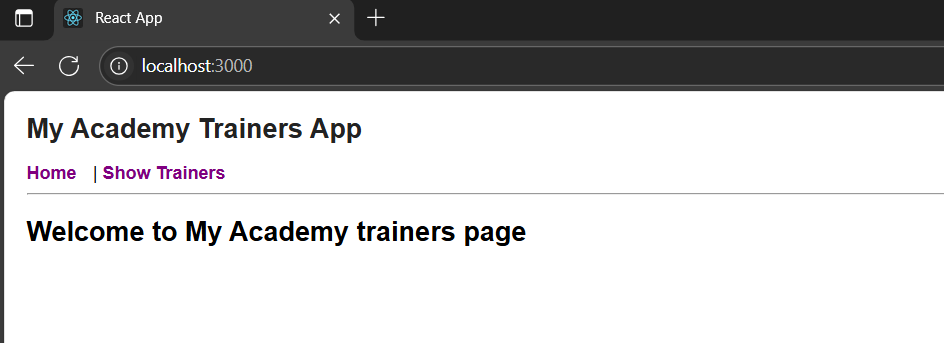 React App
localhost:3000
My Academy Trainers App
Home | Show Trainers
Welcome to My Academy trainers page